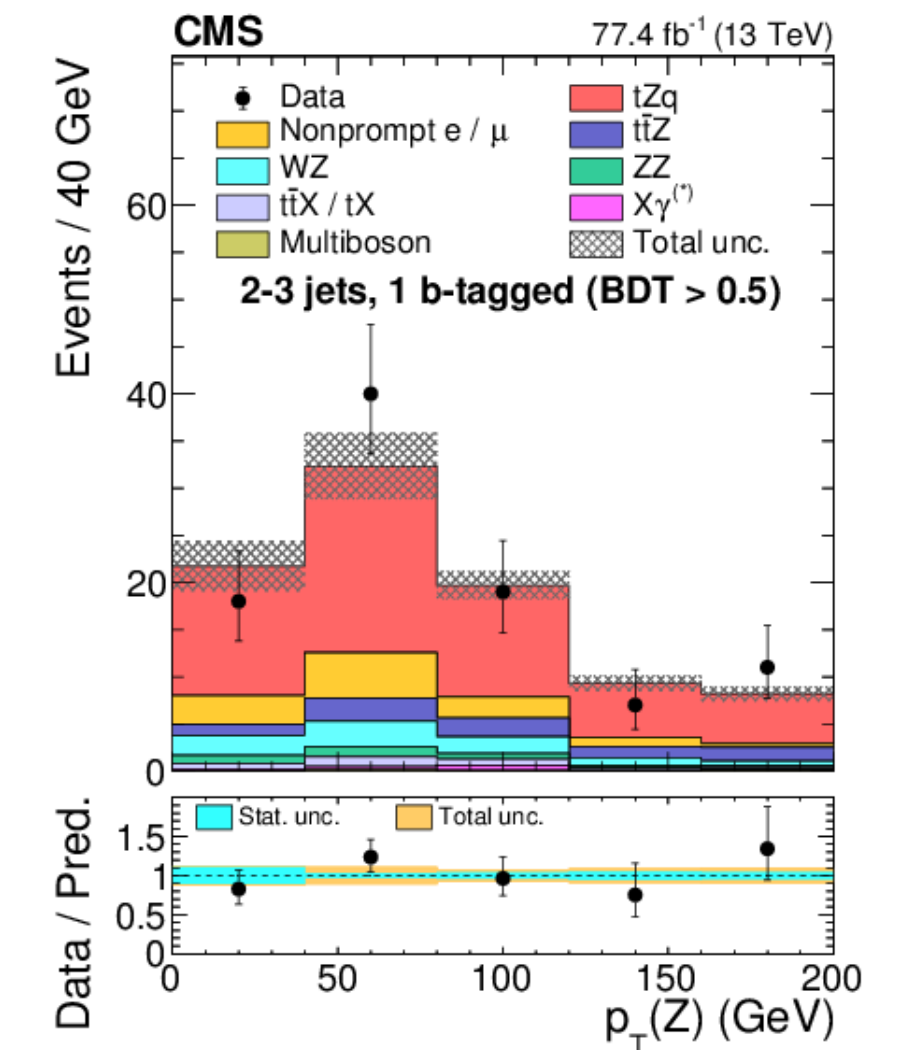 CMS 77.4 fb⁻¹ (13 TeV)
Events / 40 GeV
Data tZq
Nonprompt e / μ tt̄Z
WZ ZZ
tt̄X / tX Xγ⁽*⁾
Multiboson Total unc.
2-3 jets, 1 b-tagged (BDT > 0.5)
60
40
20
0
Data / Pred.
Stat. unc. Total unc.
1.5
1
0.5
0
0 50 100 150 200
p_T(Z) (GeV)